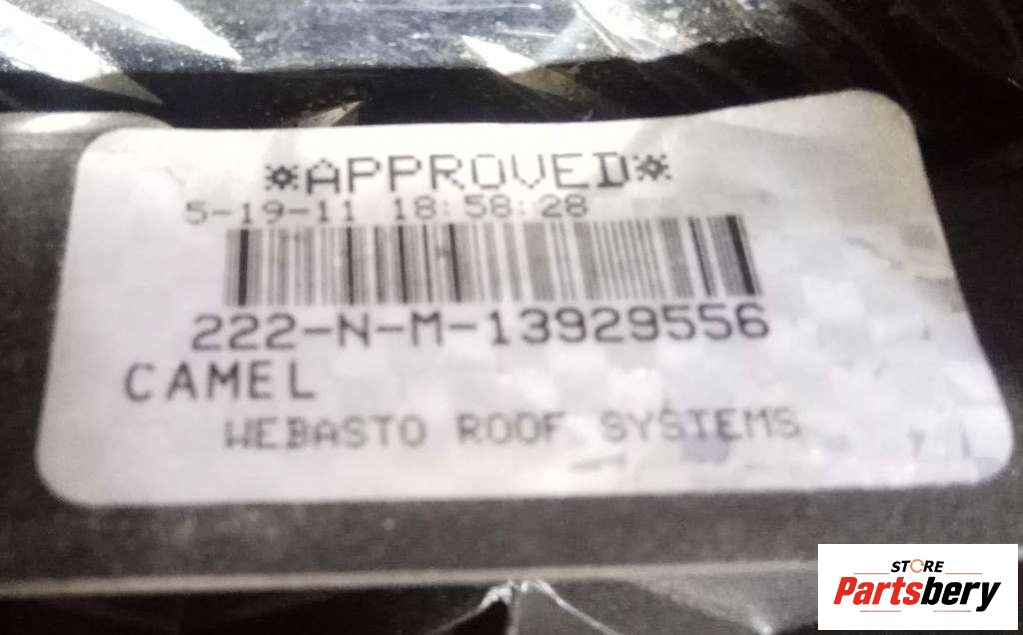 *APPROVED*
5-19-11 18:58:28
222-N-M-13929556
CAMEL
WEBASTO ROOF SYSTEMS
STORE
Partsbery